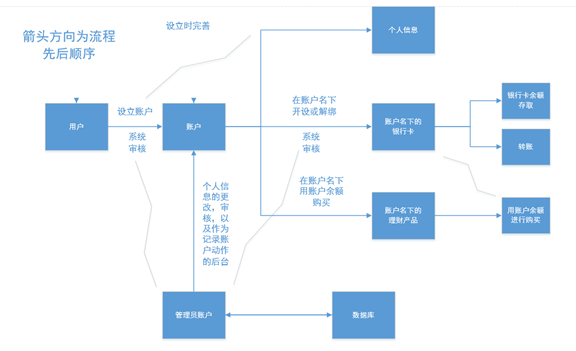 箭头方向为流程
先后顺序
设立时完善
个人信息
用户
设立账户
系统
审核
账户
在账户名下
开设或解绑
系统
审核
账户名下的
银行卡
银行卡余额
存取
转账
个人信
息的更
改,审
核,以
及作为
记录账
户动作
的后台
在账户名下
用账户余额
购买
账户名下的
理财产品
用账户余额
进行购买
管理员账户
数据库